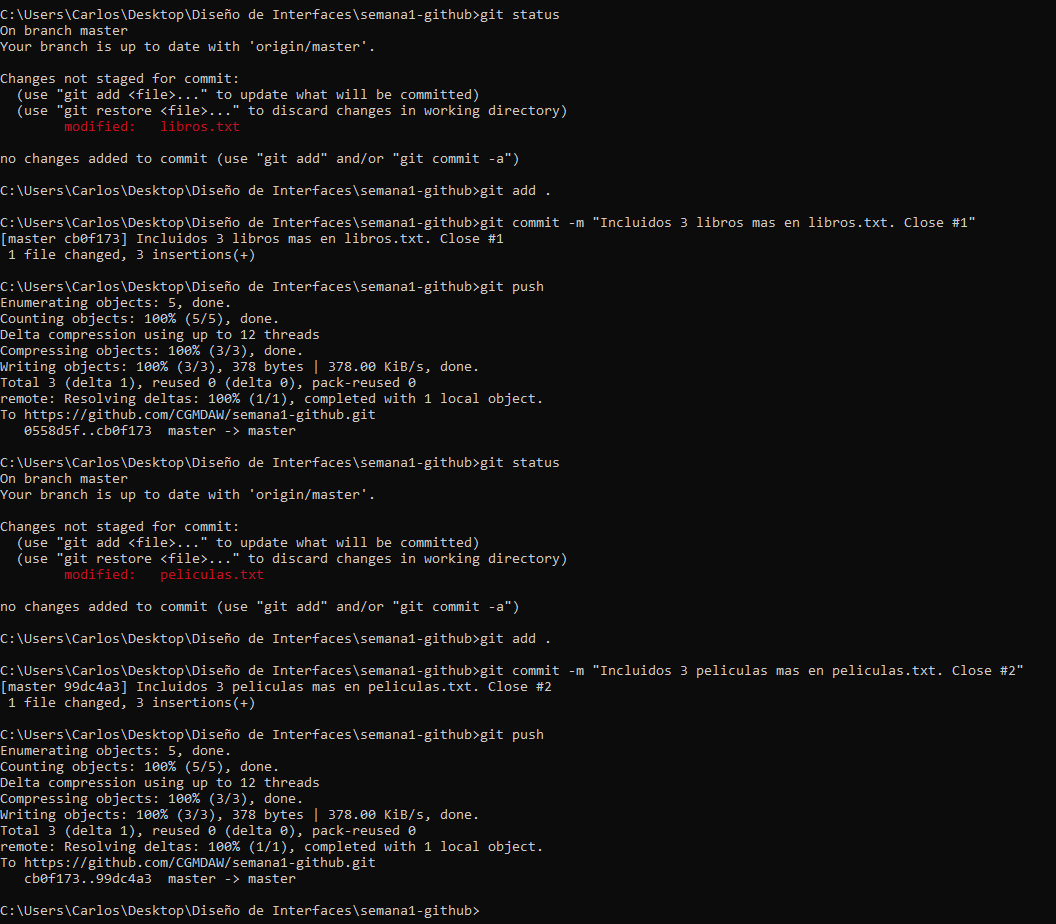 C:\Users\Carlos\Desktop\Diseño de Interfaces\semana1-github>git status
On branch master
Your branch is up to date with 'origin/master'.

Changes not staged for commit:
  (use "git add <file>..." to update what will be committed)
  (use "git restore <file>..." to discard changes in working directory)
        modified:   libros.txt

no changes added to commit (use "git add" and/or "git commit -a")

C:\Users\Carlos\Desktop\Diseño de Interfaces\semana1-github>git add .

C:\Users\Carlos\Desktop\Diseño de Interfaces\semana1-github>git commit -m "Incluidos 3 libros mas en libros.txt. Close #1"
[master cb0f173] Incluidos 3 libros mas en libros.txt. Close #1
 1 file changed, 3 insertions(+)

C:\Users\Carlos\Desktop\Diseño de Interfaces\semana1-github>git push
Enumerating objects: 5, done.
Counting objects: 100% (5/5), done.
Delta compression using up to 12 threads
Compressing objects: 100% (3/3), done.
Writing objects: 100% (3/3), 378 bytes | 378.00 KiB/s, done.
Total 3 (delta 1), reused 0 (delta 0), pack-reused 0
remote: Resolving deltas: 100% (1/1), completed with 1 local object.
To https://github.com/CGMDAW/semana1-github.git
   0558d5f..cb0f173  master -> master

C:\Users\Carlos\Desktop\Diseño de Interfaces\semana1-github>git status
On branch master
Your branch is up to date with 'origin/master'.

Changes not staged for commit:
  (use "git add <file>..." to update what will be committed)
  (use "git restore <file>..." to discard changes in working directory)
        modified:   peliculas.txt

no changes added to commit (use "git add" and/or "git commit -a")

C:\Users\Carlos\Desktop\Diseño de Interfaces\semana1-github>git add .

C:\Users\Carlos\Desktop\Diseño de Interfaces\semana1-github>git commit -m "Incluidos 3 peliculas mas en peliculas.txt. Close #2"
[master 99dc4a3] Incluidos 3 peliculas mas en peliculas.txt. Close #2
 1 file changed, 3 insertions(+)

C:\Users\Carlos\Desktop\Diseño de Interfaces\semana1-github>git push
Enumerating objects: 5, done.
Counting objects: 100% (5/5), done.
Delta compression using up to 12 threads
Compressing objects: 100% (3/3), done.
Writing objects: 100% (3/3), 378 bytes | 378.00 KiB/s, done.
Total 3 (delta 1), reused 0 (delta 0), pack-reused 0
remote: Resolving deltas: 100% (1/1), completed with 1 local object.
To https://github.com/CGMDAW/semana1-github.git
   cb0f173..99dc4a3  master -> master

C:\Users\Carlos\Desktop\Diseño de Interfaces\semana1-github>